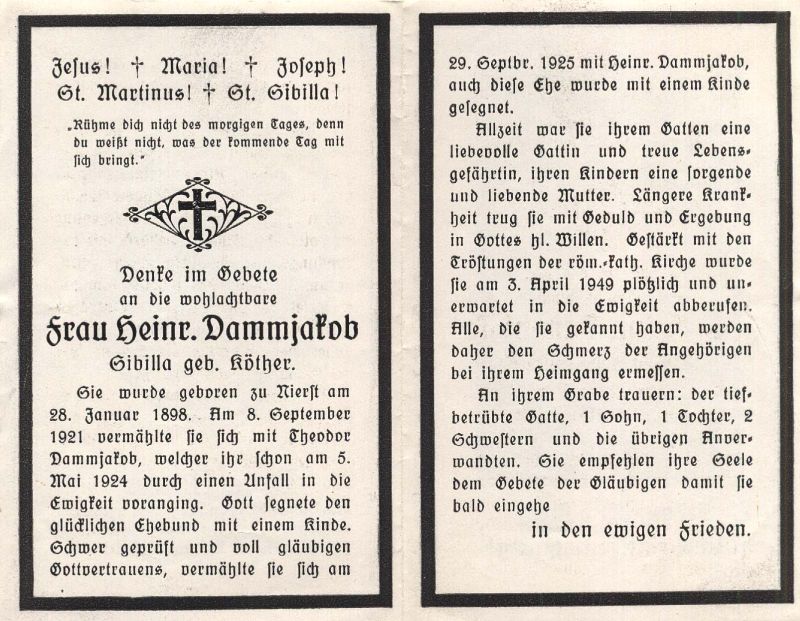 Jesus! † Maria! † Joseph!
St. Martinus! † St. Sibilla!
„Rühme dich nicht des morgigen Tages, denn
du weißt nicht, was der kommende Tag mit
sich bringt.“
Denke im Gebete
an die wohlachtbare
Frau Heinr. Dammjakob
Sibilla geb. Köther.
Sie wurde geboren zu Nierst am
28. Januar 1898. Am 8. September
1921 vermählte sie sich mit Theodor
Dammjakob, welcher ihr schon am 5.
Mai 1924 durch einen Unfall in die
Ewigkeit voranging. Gott segnete den
glücklichen Ehebund mit einem Kinde.
Schwer geprüft und voll gläubigen
Gottvertrauens, vermählte sie sich am
29. Septbr. 1925 mit Heinr. Dammjakob,
auch diese Ehe wurde mit einem Kinde
gesegnet.
Allzeit war sie ihrem Gatten eine
liebevolle Gattin und treue Lebens-
gefährtin, ihren Kindern eine sorgende
und liebende Mutter. Längere Krank-
heit trug sie mit Geduld und Ergebung
in Gottes hl. Willen. Gestärkt mit den
Tröstungen der röm.-kath. Kirche wurde
sie am 3. April 1949 plötzlich und un-
erwartet in die Ewigkeit abberufen.
Alle, die sie gekannt haben, werden
daher den Schmerz der Angehörigen
bei ihrem Heimgang ermessen.
An ihrem Grabe trauern: der tief-
betrübte Gatte, 1 Sohn, 1 Tochter, 2
Schwestern und die übrigen Anver-
wandten. Sie empfehlen ihre Seele
dem Gebete der Gläubigen damit sie
bald eingehe
in den ewigen Frieden.